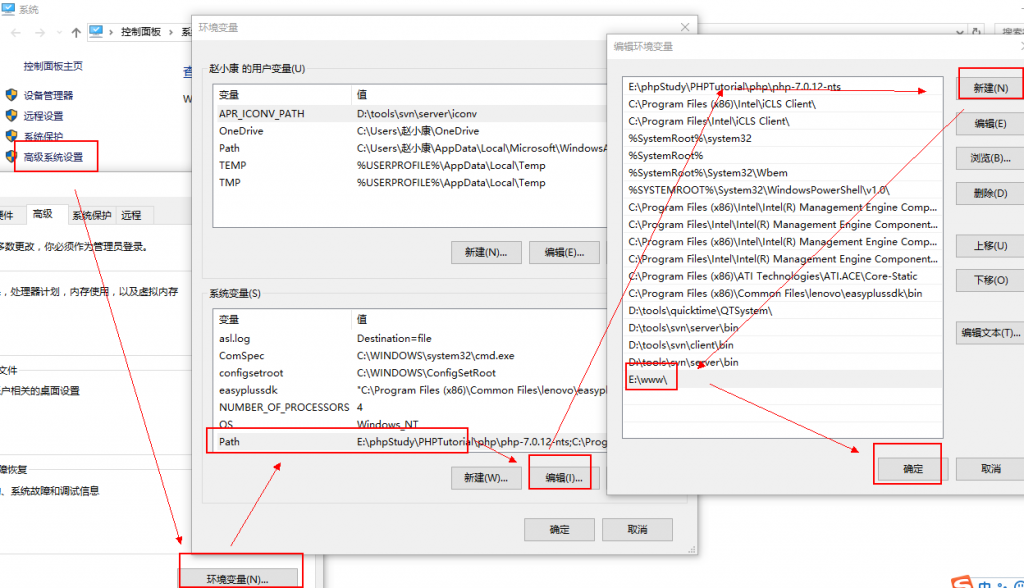 系统
控制面板
系
搜索
控制面板主页
设备管理器
远程设置
系统保护
高级系统设置
查
W
硬件
高级
系统保护
远程
多数更改，你必须作为管理员登录。
，处理器计划，内存使用，以及虚拟内存
文件
户相关的桌面设置
障恢复
、系统故障和调试信息
环境变量(N)...
环境变量
赵小康 的用户变量(U)
变量 值
APR_ICONV_PATH D:\tools\svn\server\iconv
OneDrive C:\Users\赵小康\OneDrive
Path C:\Users\赵小康\AppData\Local\Microsoft\WindowsA
TEMP %USERPROFILE%\AppData\Local\Temp
TMP %USERPROFILE%\AppData\Local\Temp
新建(N)... 编辑(E)...
系统变量(S)
变量 值
asl.log Destination=file
ComSpec C:\WINDOWS\system32\cmd.exe
configsetroot C:\WINDOWS\ConfigSetRoot
easyplussdk "C:\Program Files (x86)\Common Files\lenovo\easypl
NUMBER_OF_PROCESSORS 4
OS Windows_NT
Path E:\phpStudy\PHPTutorial\php\php-7.0.12-nts;C:\Prog
新建(W)... 编辑(I)...
确定 取消
编辑环境变量
E:\phpStudy\PHPTutorial\php\php-7.0.12-nts
C:\Program Files (x86)\Intel\iCLS Client\
C:\Program Files\Intel\iCLS Client\
%SystemRoot%\system32
%SystemRoot%
%SystemRoot%\System32\Wbem
%SYSTEMROOT%\System32\WindowsPowerShell\v1.0\
C:\Program Files (x86)\Intel\Intel(R) Management Engine Comp...
C:\Program Files\Intel\Intel(R) Management Engine Component...
C:\Program Files (x86)\Intel\Intel(R) Management Engine Comp...
C:\Program Files\Intel\Intel(R) Management Engine Component...
C:\Program Files (x86)\ATI Technologies\ATI.ACE\Core-Static
C:\Program Files (x86)\Common Files\lenovo\easyplussdk\bin
D:\tools\quicktime\QTSystem\
D:\tools\svn\server\bin
D:\tools\svn\client\bin
D:\tools\svn\server\bin
E:\www\
新建(N)
编辑(E)
浏览(B)...
删除(D)
上移(U)
下移(O)
编辑文本(T)...
确定 取消
中